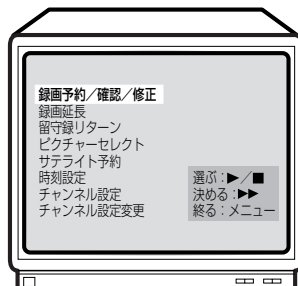 録画予約／確認／修正
録画延長
留守録リターン
ピクチャーセレクト
サテライト予約
時刻設定
チャンネル設定
チャンネル設定変更
選ぶ：▶／■
決める：▶▶
終る：メニュー